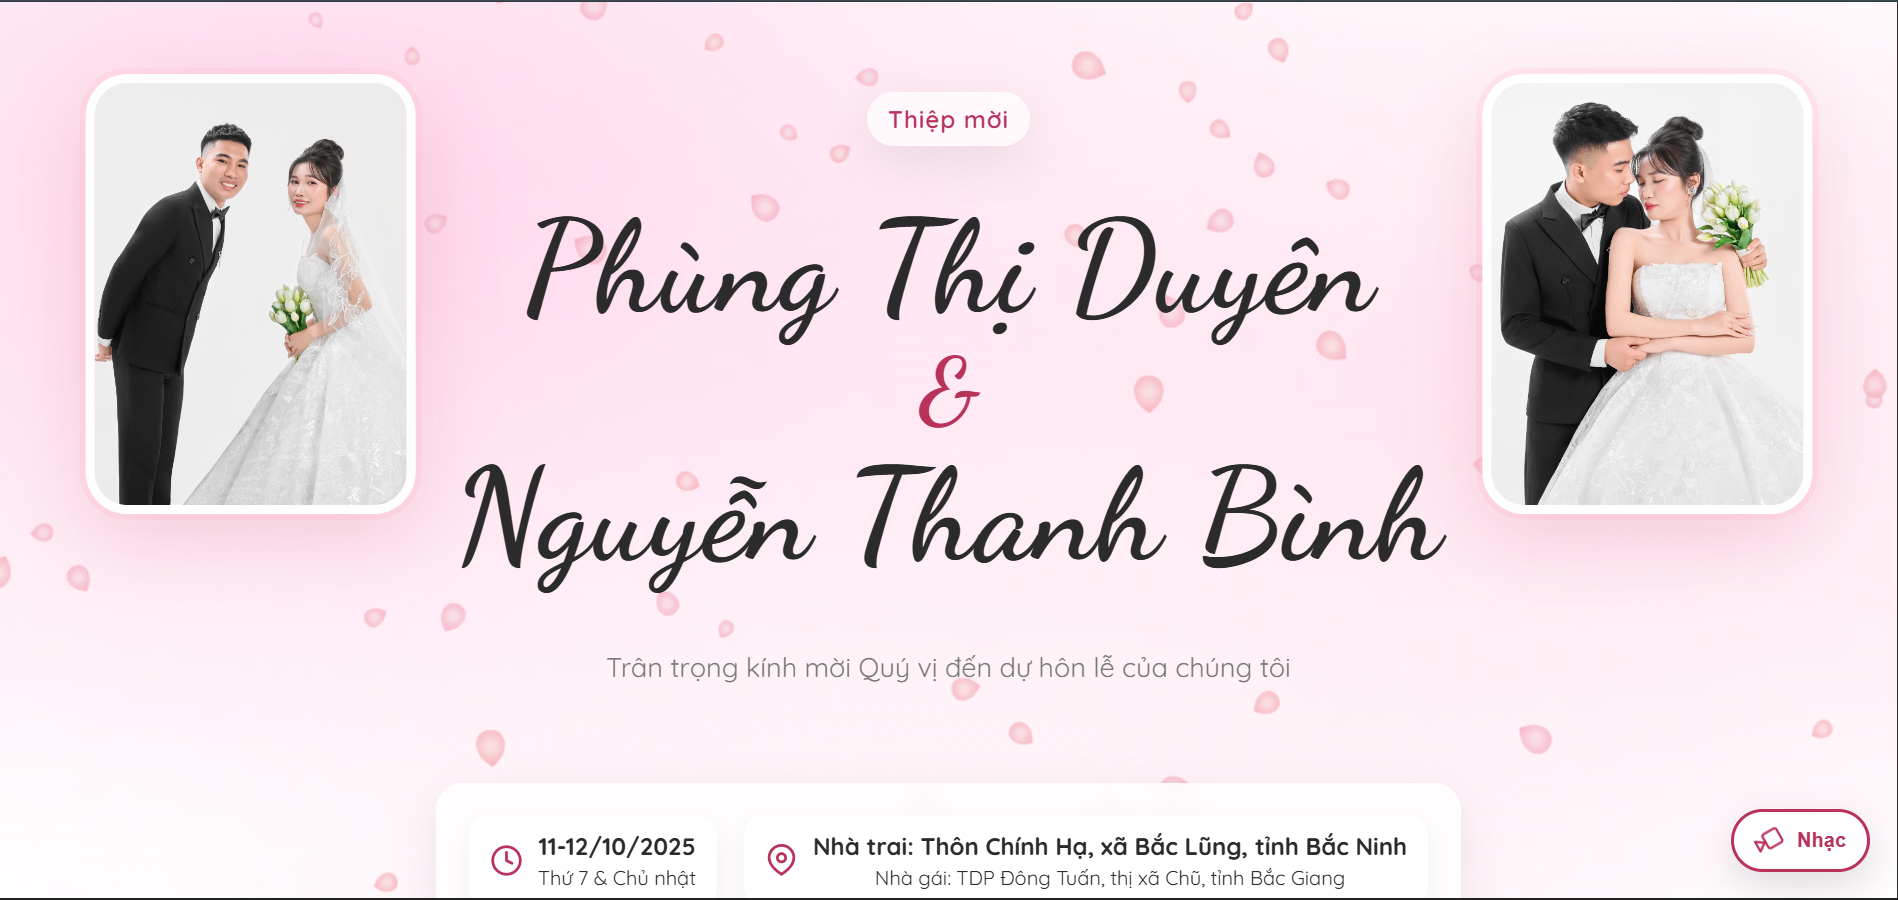 Thiệp mời
Phùng Thị Duyên
&
Nguyễn Thanh Bình
Trân trọng kính mời Quý vị đến dự hôn lễ của chúng tôi
11-12/10/2025
Thứ 7 & Chủ nhật
Nhà trai: Thôn Chính Hạ, xã Bắc Lũng, tỉnh Bắc Ninh
Nhà gái: TDP Đông Tuấn, thị xã Chũ, tỉnh Bắc Giang
Nhạc